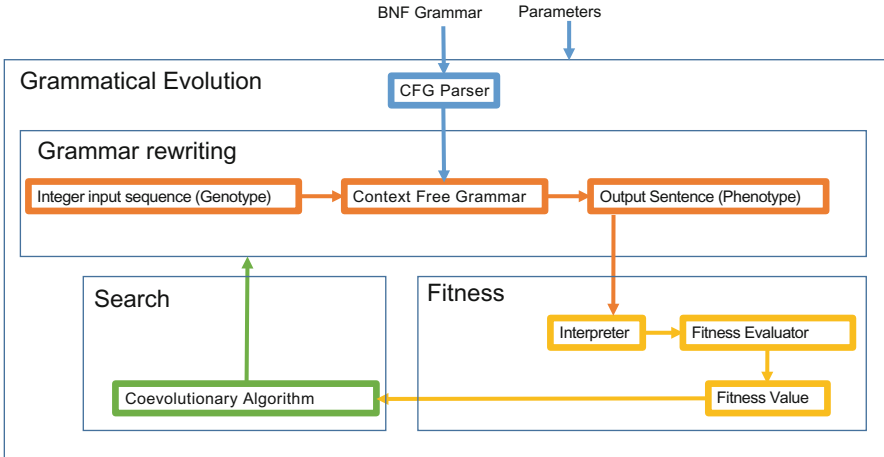 BNF Grammar
Parameters
Grammatical Evolution
CFG Parser
Grammar rewriting
Integer input sequence (Genotype)
Context Free Grammar
Output Sentence (Phenotype)
Search
Fitness
Interpreter
Fitness Evaluator
Coevolutionary Algorithm
Fitness Value